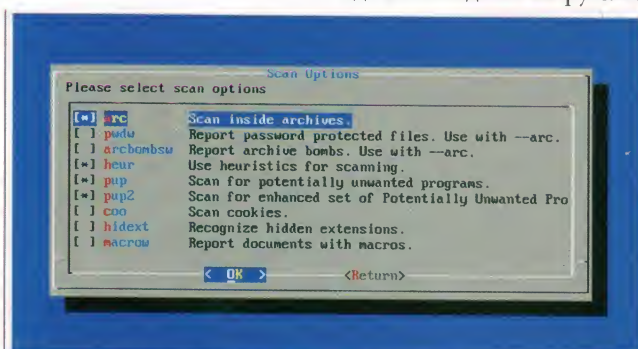 Scan Options
Please select scan options
[*] arc Scan inside archives.
[ ] pwdw Report password protected files. Use with --arc.
[ ] arcbombsw Report archive bombs. Use with --arc.
[*] heur Use heuristics for scanning.
[*] pup Scan for potentially unwanted programs.
[*] pup2 Scan for enhanced set of Potentially Unwanted Pro
[ ] coo Scan cookies.
[ ] hidext Recognize hidden extensions.
[ ] macrow Report documents with macros.
< OK > <Return>